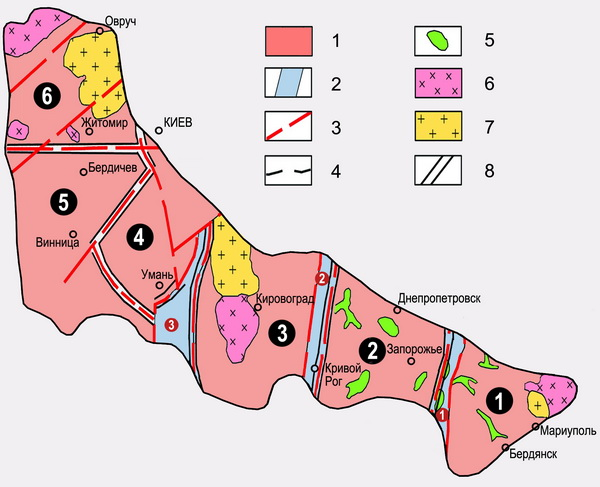 Овруч
6
Житомир
КИЕВ
Бердичев
5
4
Винница
Умань
3
Кировоград
3
2
Кривой
Рог
Днепропетровск
2
Запорожье
1
1
Мариуполь
Бердянск
1
2
3
4
5
6
7
8